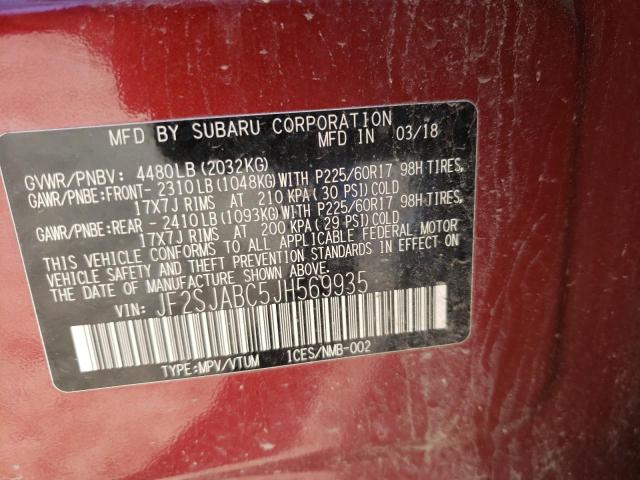 MFD BY SUBARU CORPORATION
MFD IN 03/18
GVWR/PNBV: 4480LB(2032KG)
GAWR/PNBE:FRONT- 2310LB(1048KG)WITH P225/60R17 98H TIRES,
17X7J RIMS AT 210 KPA(30 PSI)COLD
GAWR/PNBE:REAR - 2410LB(1093KG)WITH P225/60R17 98H TIRES,
17X7J RIMS AT 200 KPA(29 PSI)COLD
THIS VEHICLE CONFORMS TO ALL APPLICABLE FEDERAL MOTOR
VEHICLE SAFETY AND THEFT PREVENTION STANDARDS IN EFFECT ON
THE DATE OF MANUFACTURE SHOWN ABOVE.
VIN: JF2SJABC5JH569935
TYPE:MPV/VTUM ICES/NMB-002